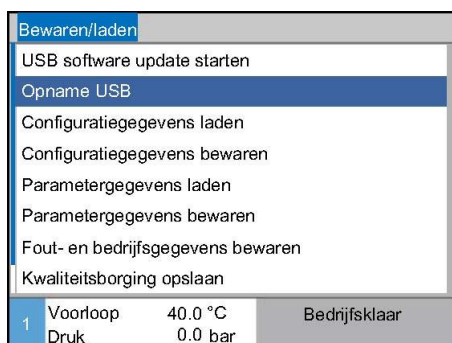 Bewaren/laden
USB software update starten
Opname USB
Configuratiegegevens laden
Configuratiegegevens bewaren
Parametergegevens laden
Parametergegevens bewaren
Fout- en bedrijfsgegevens bewaren
Kwaliteitsborging opslaan
1 Voorloop 40.0 °C Bedrijfsklaar
Druk 0.0 bar